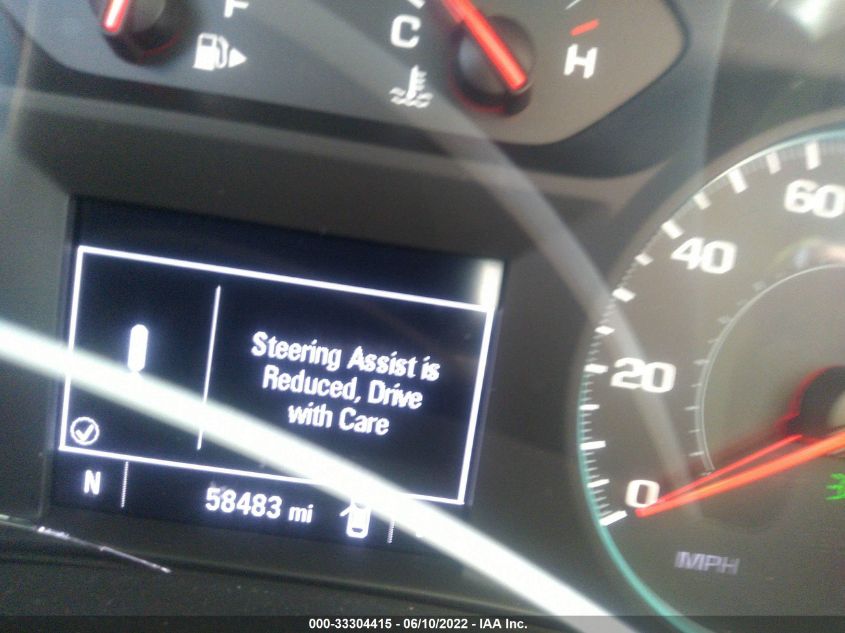 F
C
H
60
40
20
0
MPH
Steering Assist is
Reduced, Drive
with Care
N
58483 mi
000-33304415 - 06/10/2022 - IAA Inc.